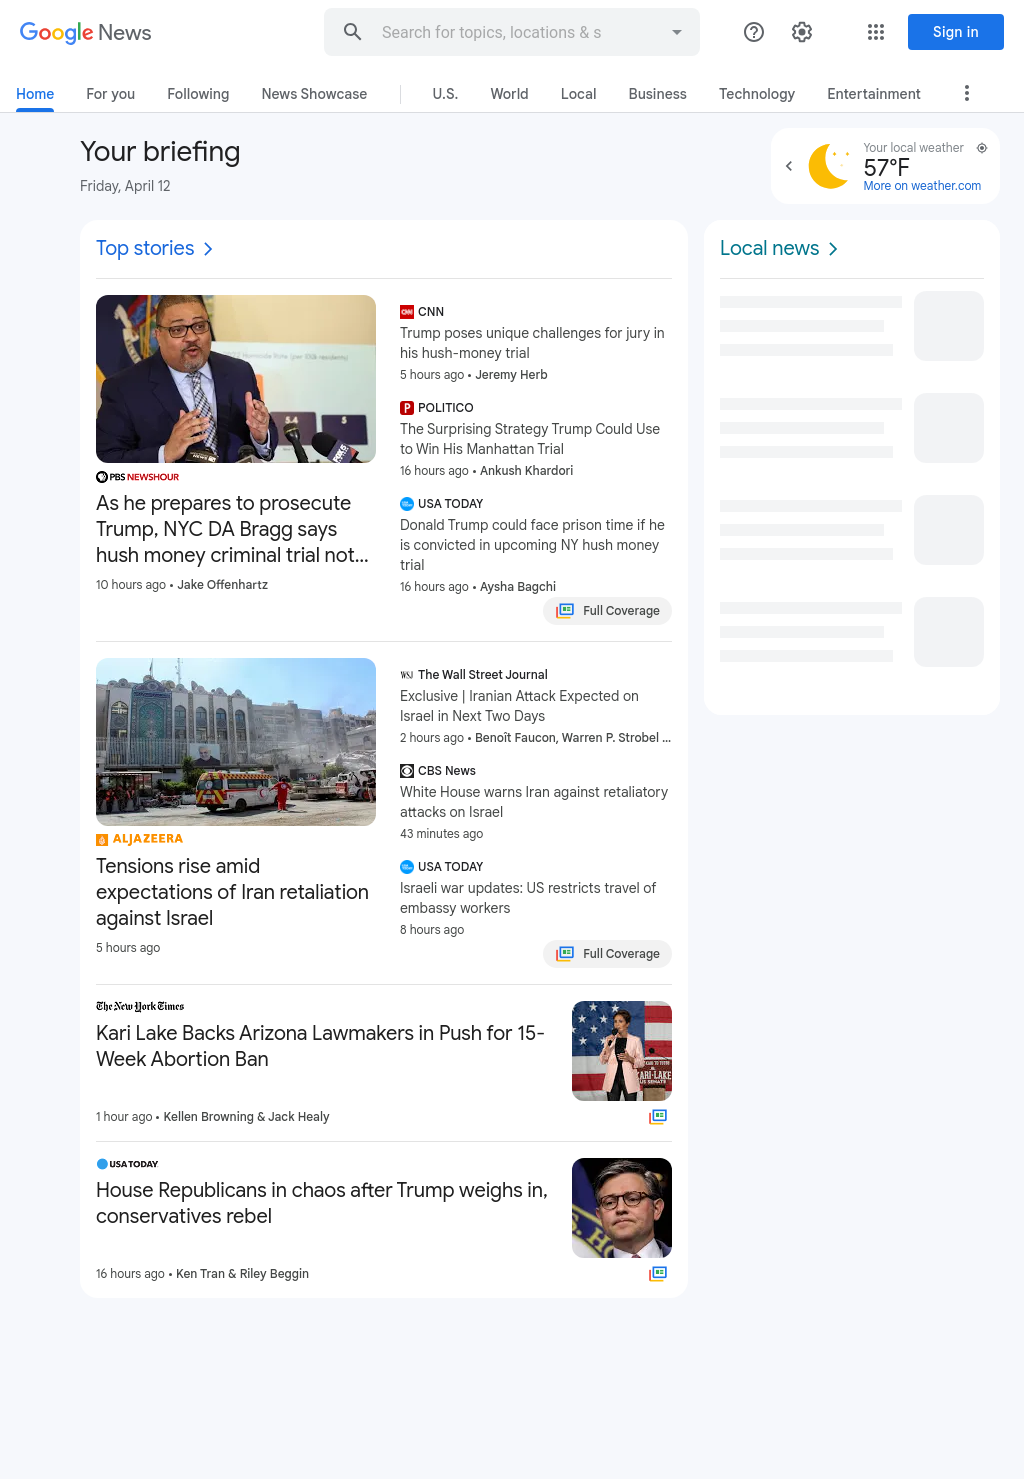 Google News
Search for topics, locations & s
Sign in
Home
For you
Following
News Showcase
U.S.
World
Local
Business
Technology
Entertainment
Your briefing
Friday, April 12
Your local weather
57°F
More on weather.com
Top stories
Local news
PBS NEWSHOUR
As he prepares to prosecute
Trump, NYC DA Bragg says
hush money criminal trial not...
10 hours ago • Jake Offenhartz
CNN
Trump poses unique challenges for jury in
his hush-money trial
5 hours ago • Jeremy Herb
POLITICO
The Surprising Strategy Trump Could Use
to Win His Manhattan Trial
16 hours ago • Ankush Khardori
USA TODAY
Donald Trump could face prison time if he
is convicted in upcoming NY hush money
trial
16 hours ago • Aysha Bagchi
Full Coverage
ALJAZEERA
Tensions rise amid
expectations of Iran retaliation
against Israel
5 hours ago
WSJ The Wall Street Journal
Exclusive | Iranian Attack Expected on
Israel in Next Two Days
2 hours ago • Benoît Faucon, Warren P. Strobel ...
CBS News
White House warns Iran against retaliatory
attacks on Israel
43 minutes ago
USA TODAY
Israeli war updates: US restricts travel of
embassy workers
8 hours ago
Full Coverage
The New York Times
Kari Lake Backs Arizona Lawmakers in Push for 15-
Week Abortion Ban
1 hour ago • Kellen Browning & Jack Healy
KARI LAKE
US SENATE
USA TODAY
House Republicans in chaos after Trump weighs in,
conservatives rebel
16 hours ago • Ken Tran & Riley Beggin